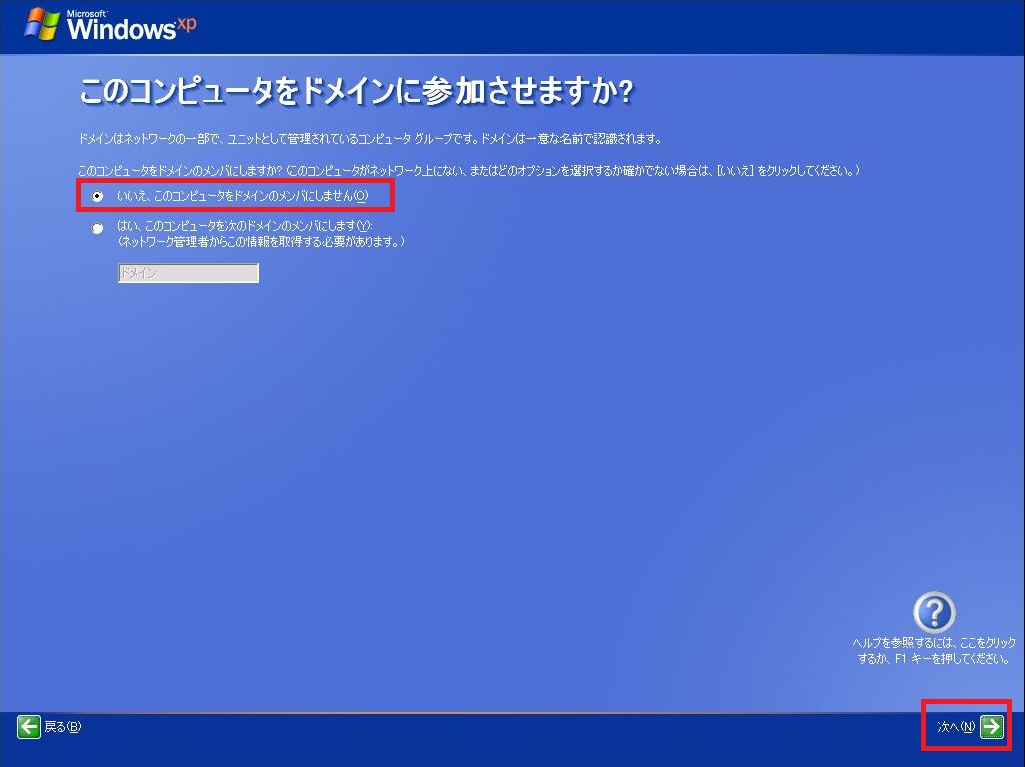 Microsoft
Windows xp
このコンピュータをドメインに参加させますか?
ドメインはネットワークの一部で、ユニットとして管理されているコンピュータ グループです。ドメインは一意な名前で認識されます。
このコンピュータをドメインのメンバにしますか? (このコンピュータがネットワーク上にない、またはどのオプションを選択するか確かでない場合は、[いいえ] をクリックしてください。)
いいえ、このコンピュータをドメインのメンバにしません(O)
はい、このコンピュータを次のドメインのメンバにします(Y):
(ネットワーク管理者からこの情報を取得する必要があります。)
ドメイン
ヘルプを参照するには、ここをクリック
するか、F1 キーを押してください。
戻る(B)
次へ(N)